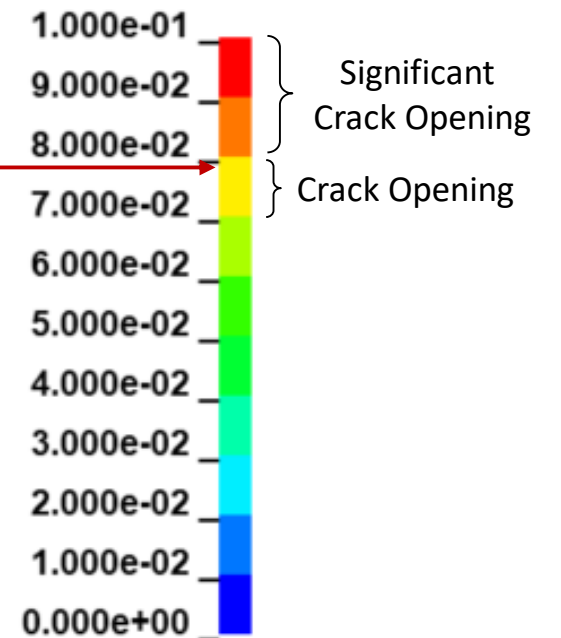 1.000e-01
9.000e-02
8.000e-02
7.000e-02
6.000e-02
5.000e-02
4.000e-02
3.000e-02
2.000e-02
1.000e-02
0.000e+00
Significant
Crack Opening
Crack Opening